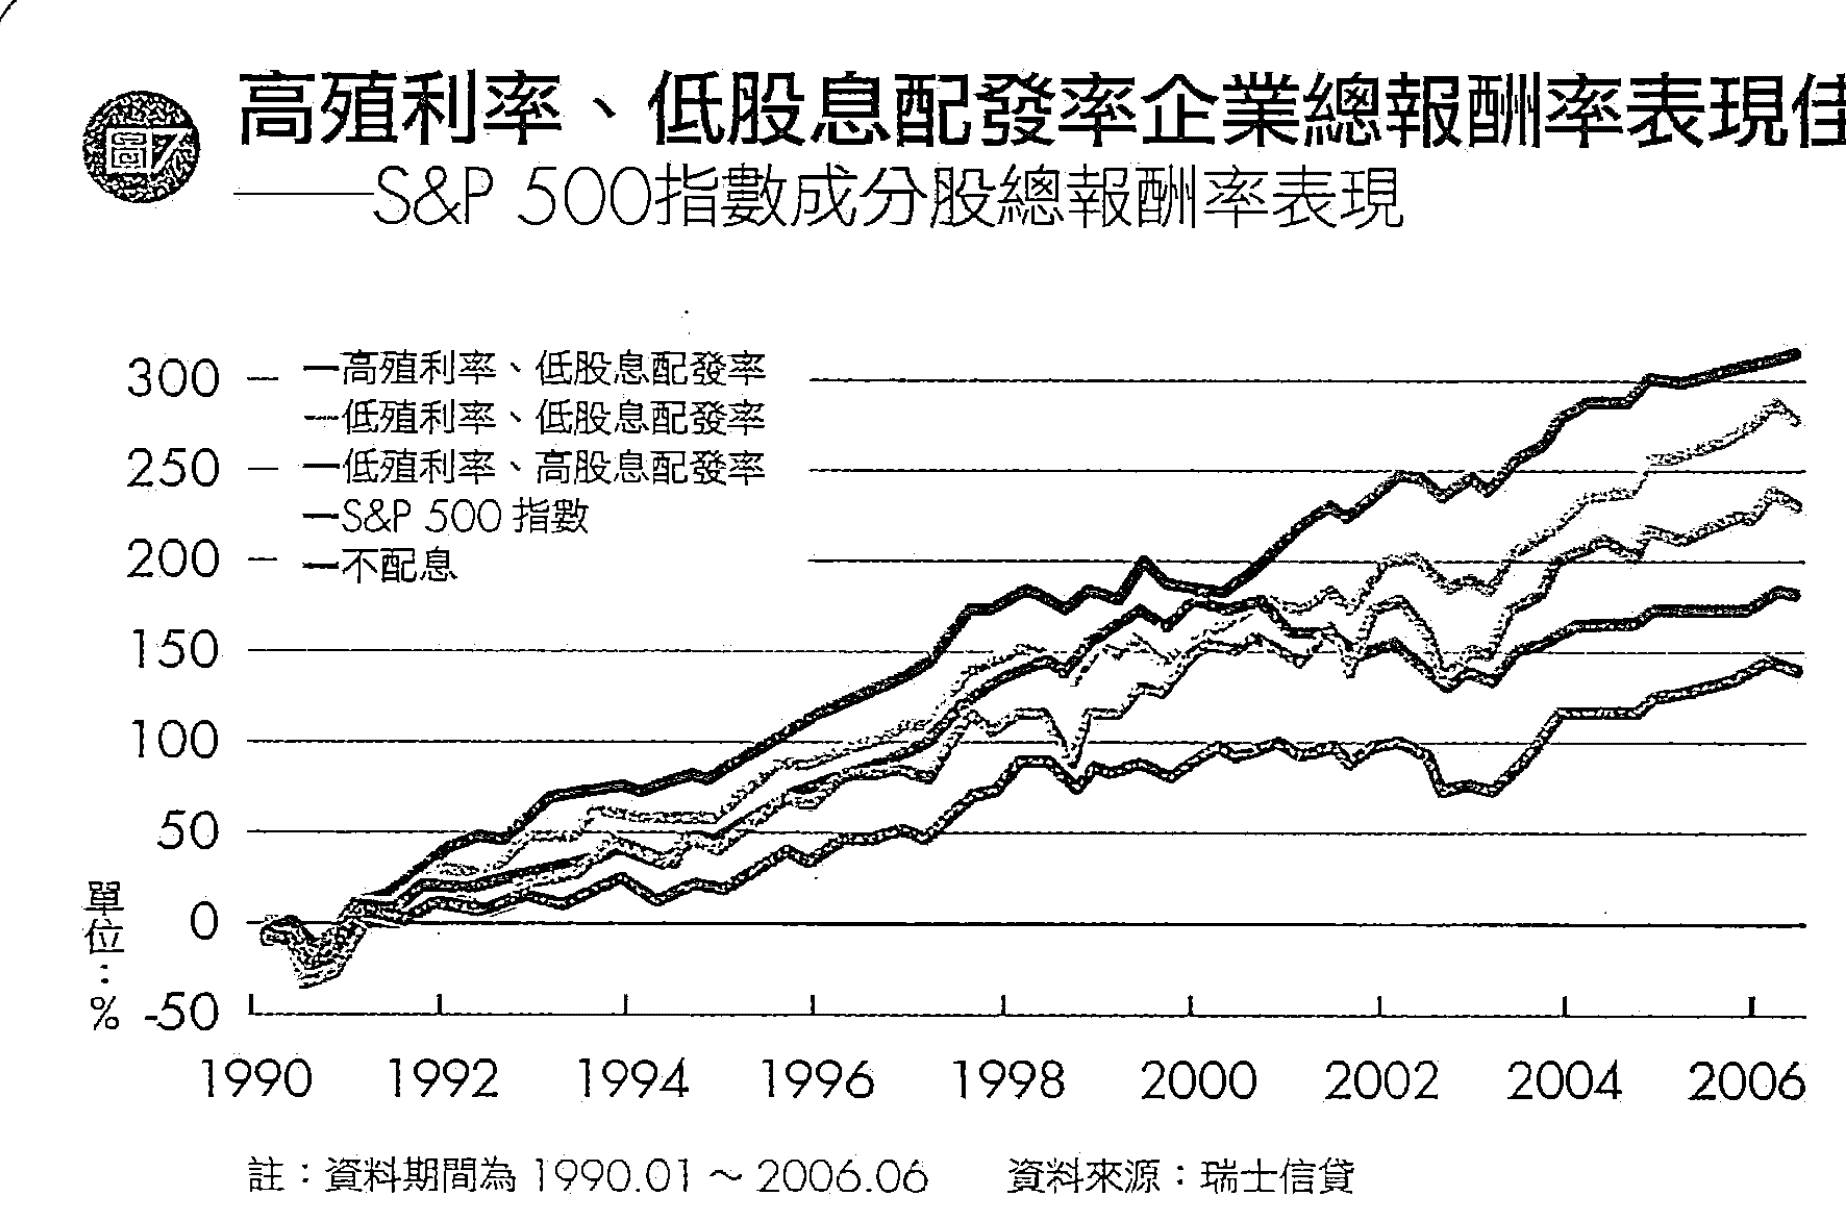 圖7
高殖利率、低股息配發率企業總報酬率表現佳
——S&P 500指數成分股總報酬率表現
300
250
200
150
100
50
0
-50
單位：%
高殖利率、低股息配發率
低殖利率、低股息配發率
低殖利率、高股息配發率
S&P 500 指數
不配息
1990 1992 1994 1996 1998 2000 2002 2004 2006
註：資料期間為 1990.01～2006.06 資料來源：瑞士信貸